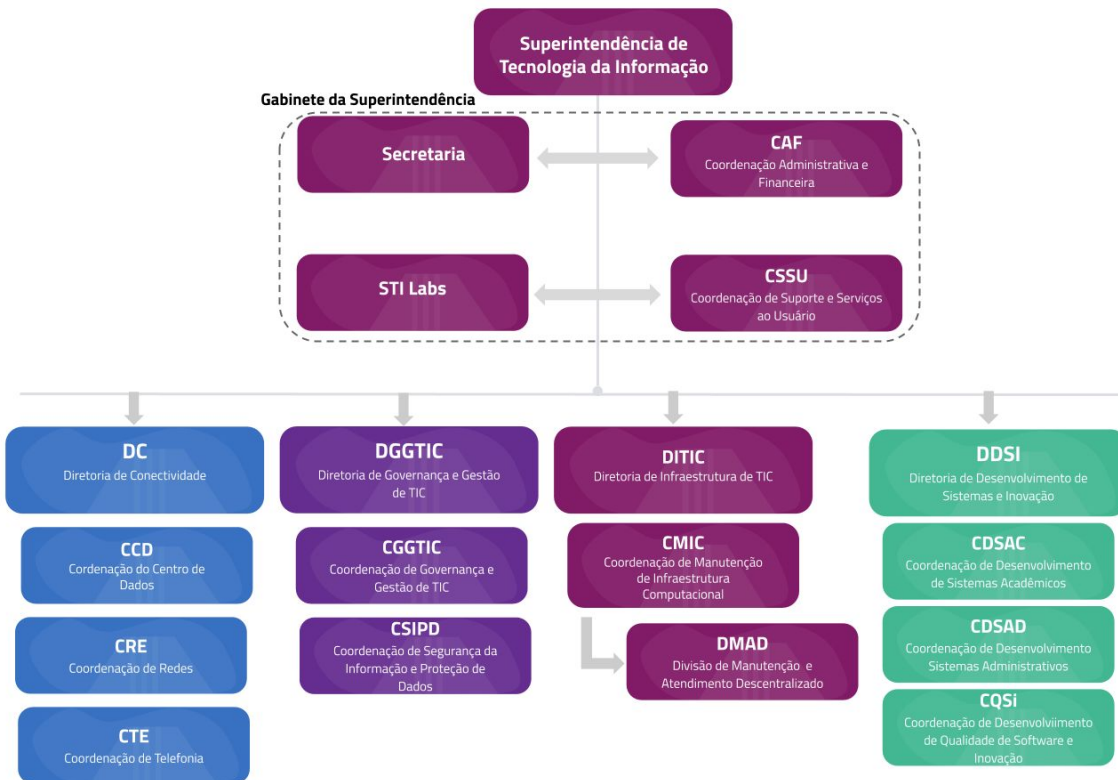 Superintendência de
Tecnologia da Informação
Gabinete da Superintendência
Secretaria
CAF
Coordenação Administrativa e
Financeira
STI Labs
CSSU
Coordenação de Suporte e Serviços
ao Usuário
DC
Diretoria de Conectividade
CCD
Cordenação do Centro de
Dados
CRE
Coordenação de Redes
CTE
Coordenação de Telefonia
DGGTIC
Diretoria de Governança e Gestão
de TIC
CGGTIC
Coordenação de Governança e
Gestão de TIC
CSIPD
Coordenação de Segurança da
Informação e Proteção de
Dados
DITIC
Diretoria de Infraestrutura de TIC
CMIC
Coordenação de Manutenção
de Infraestrutura
Computacional
DMAD
Divisão de Manutenção e
Atendimento Descentralizado
DDSI
Diretoria de Desenvolvimento de
Sistemas e Inovação
CDSAC
Coordenação de Desenvolvimento
de Sistemas Acadêmicos
CDSAD
Coordenação de Desenvolvimento
Sistemas Administrativos
CQSi
Coordenação de Desenvolviimento
de Qualidade de Software e
Inovação